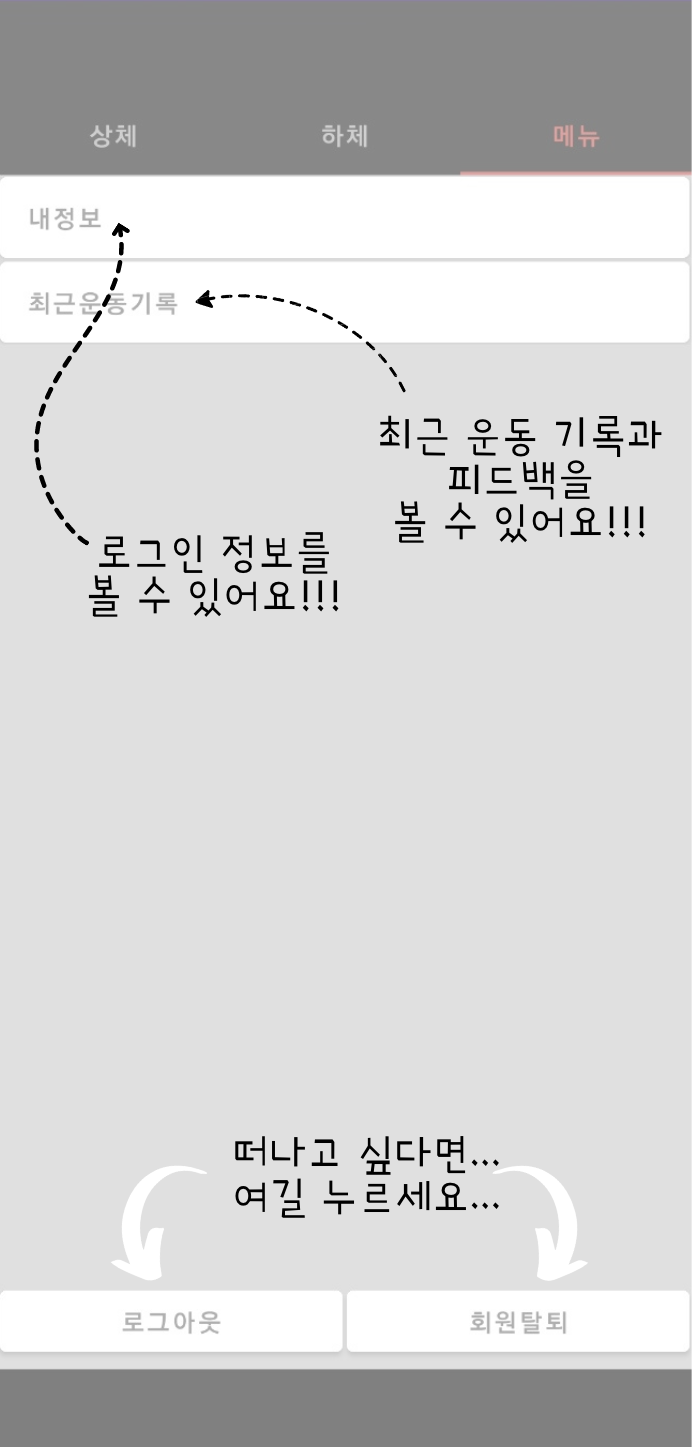 상체 하체 메뉴
내정보
최근운동기록
최근 운동 기록과
피드백을
볼 수 있어요!!!
로그인 정보를
볼 수 있어요!!!
떠나고 싶다면...
여길 누르세요...
로그아웃 회원탈퇴